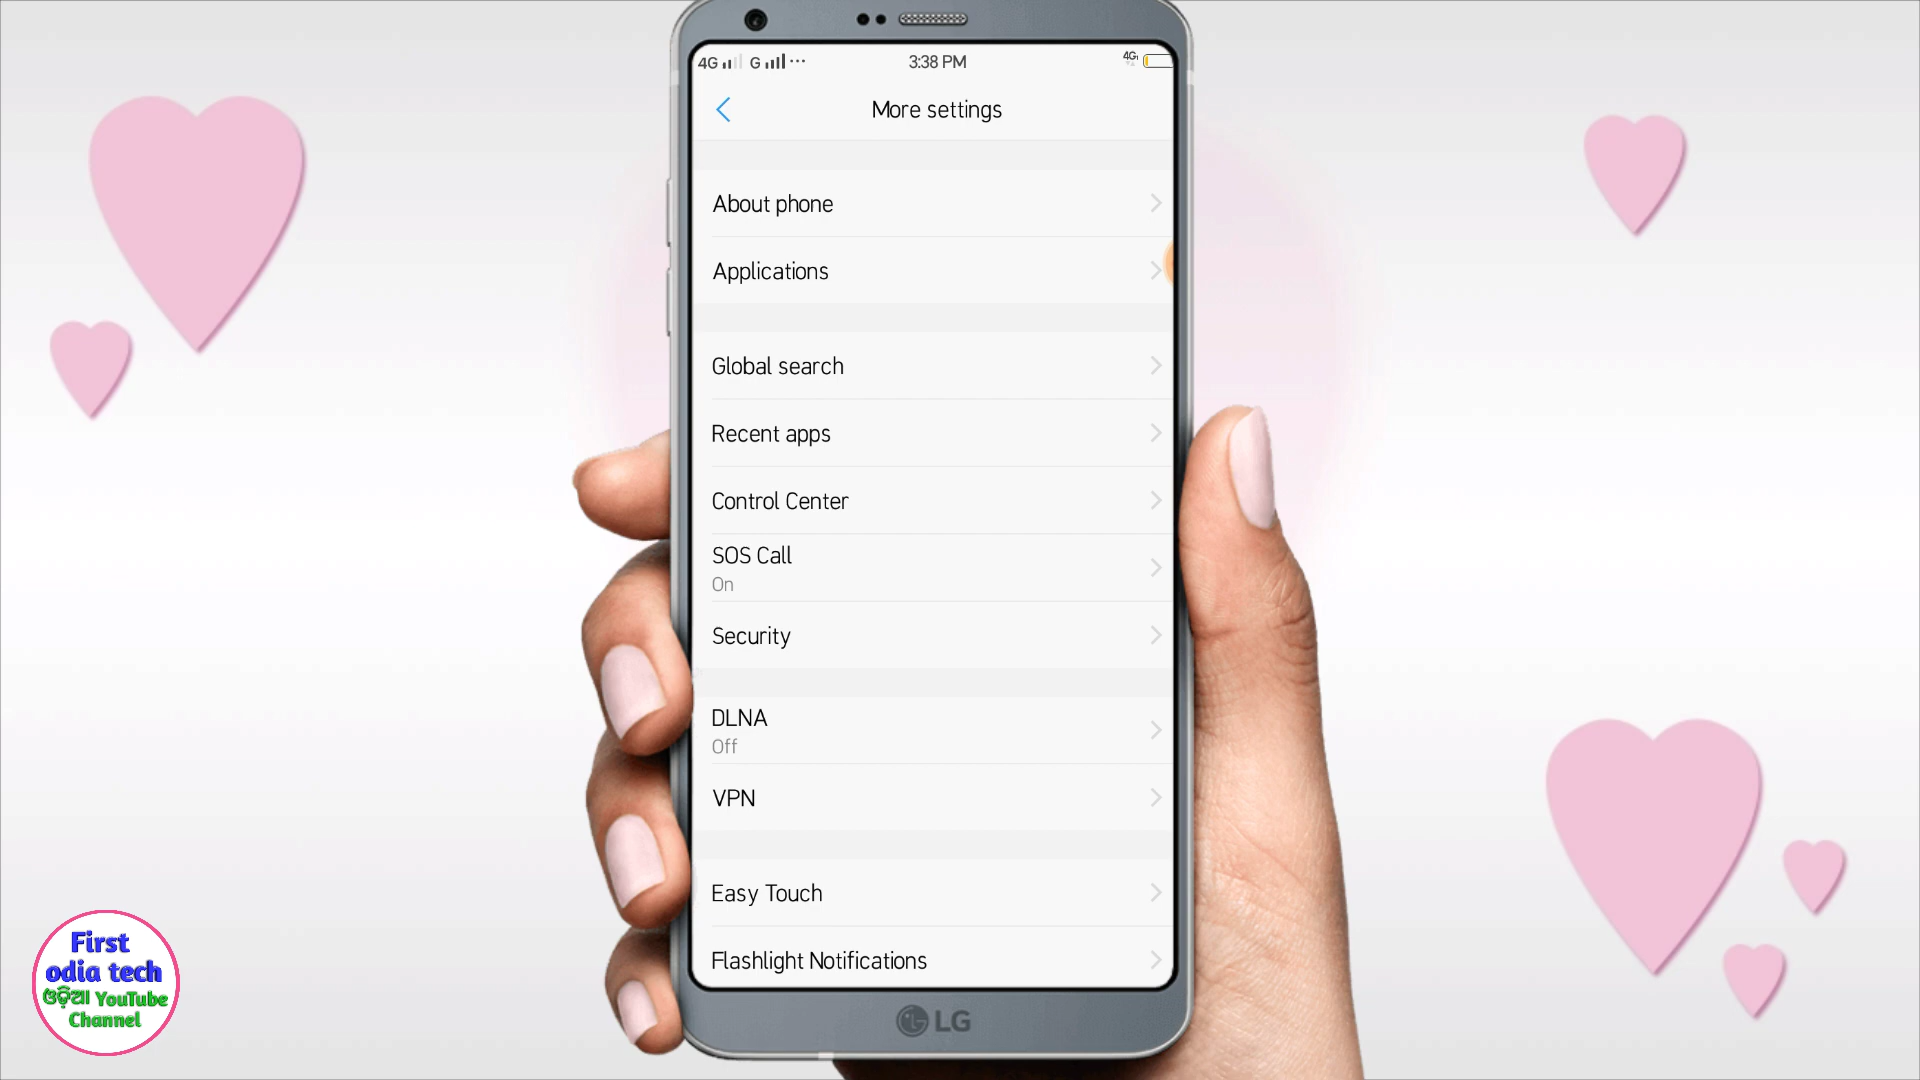 4G G ... 3:38 PM 4G
More settings
About phone
Applications
Global search
Recent apps
Control Center
SOS Call
On
Security
DLNA
Off
VPN
Easy Touch
Flashlight Notifications
LG
First
odia tech
ଓଡ଼ିଆ YouTube
Channel